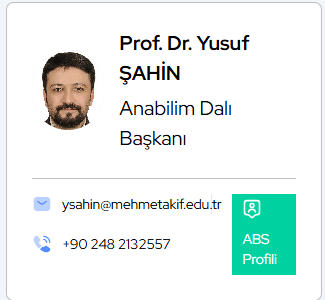 Prof. Dr. Yusuf
ŞAHİN
Anabilim Dalı
Başkanı
ysahin@mehmetakif.edu.tr
+90 248 2132557
ABS
Profili